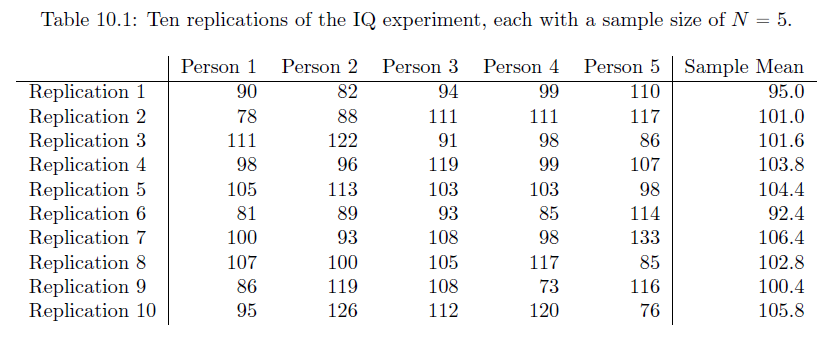 Table 10.1: Ten replications of the IQ experiment, each with a sample size of N = 5.
Person 1 Person 2 Person 3 Person 4 Person 5 Sample Mean
Replication 1 90 82 94 99 110 95.0
Replication 2 78 88 111 111 117 101.0
Replication 3 111 122 91 98 86 101.6
Replication 4 98 96 119 99 107 103.8
Replication 5 105 113 103 103 98 104.4
Replication 6 81 89 93 85 114 92.4
Replication 7 100 93 108 98 133 106.4
Replication 8 107 100 105 117 85 102.8
Replication 9 86 119 108 73 116 100.4
Replication 10 95 126 112 120 76 105.8